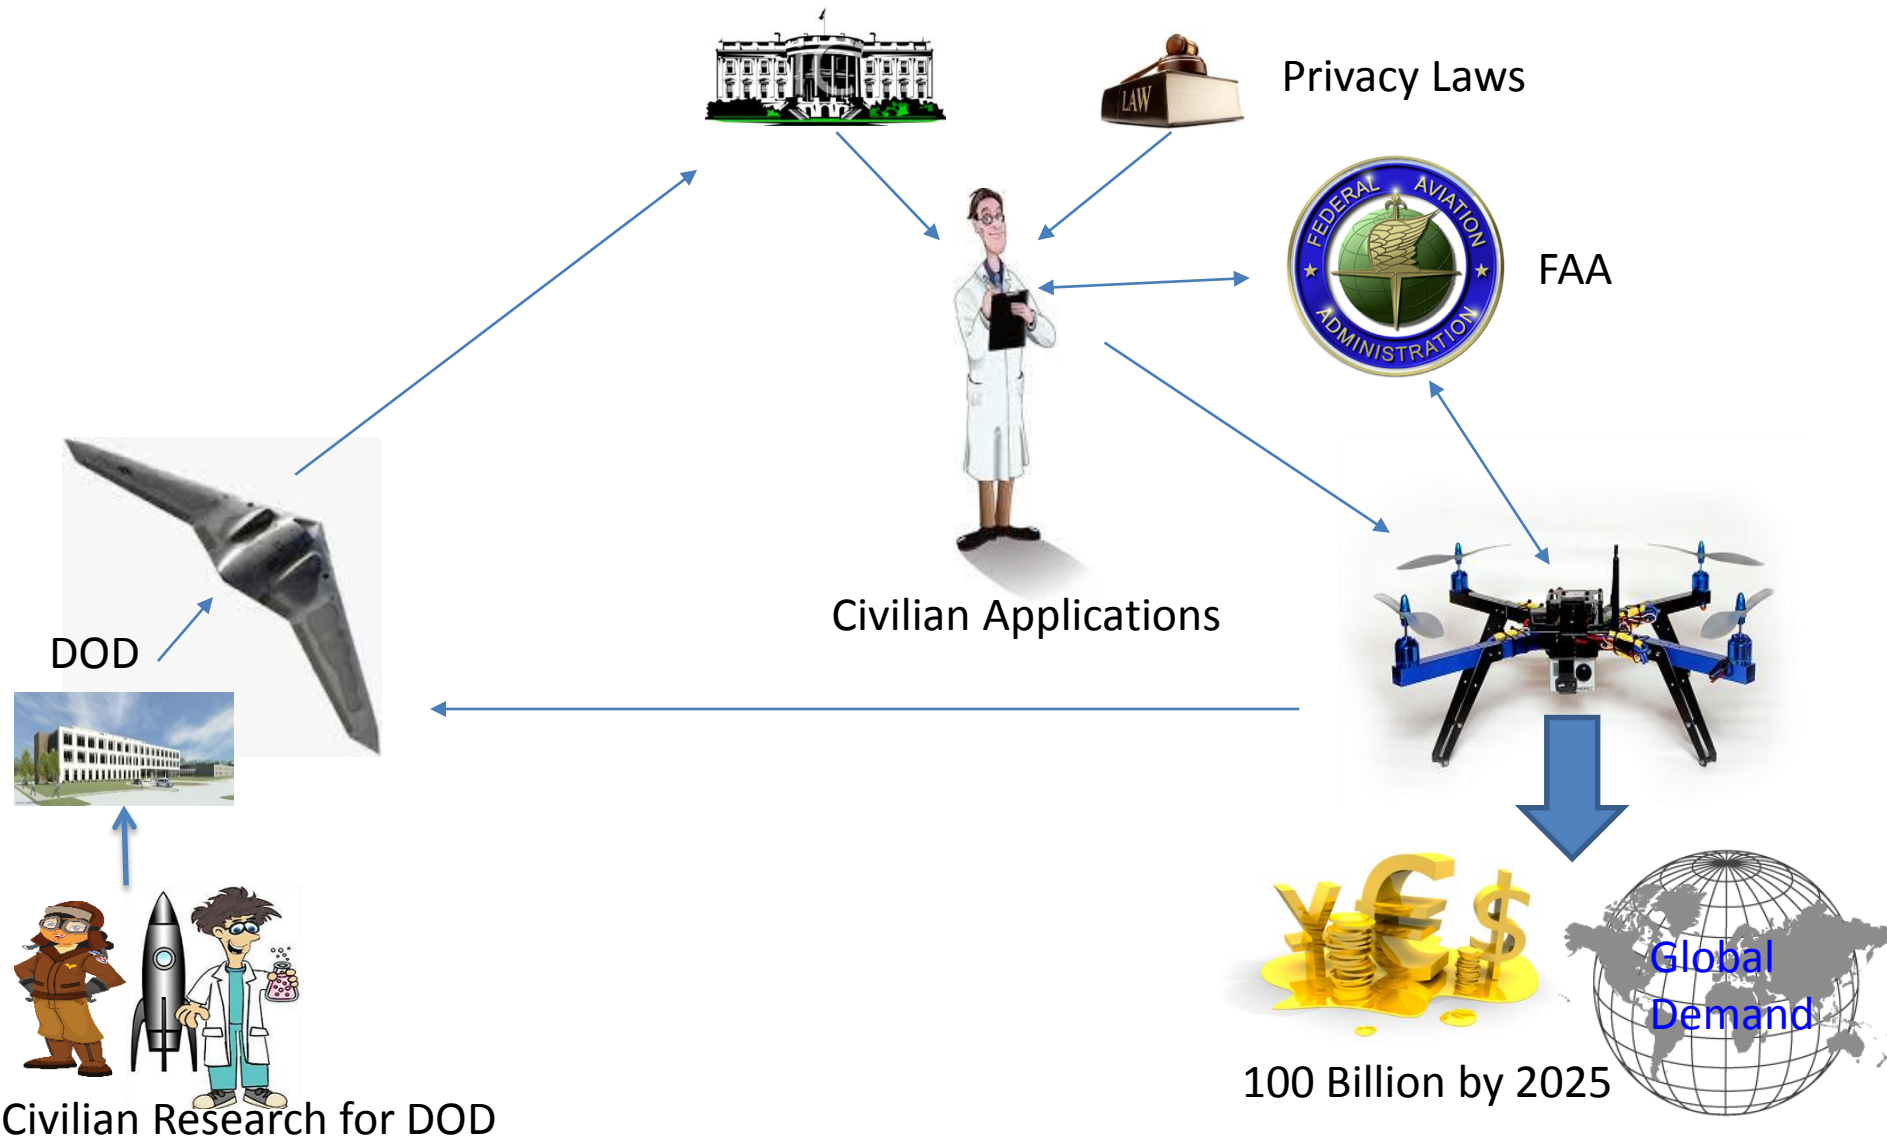 Privacy Laws
LAW
FEDERAL AVIATION
ADMINISTRATION
FAA
Civilian Applications
DOD
Global
Demand
100 Billion by 2025
Civilian Research for DOD